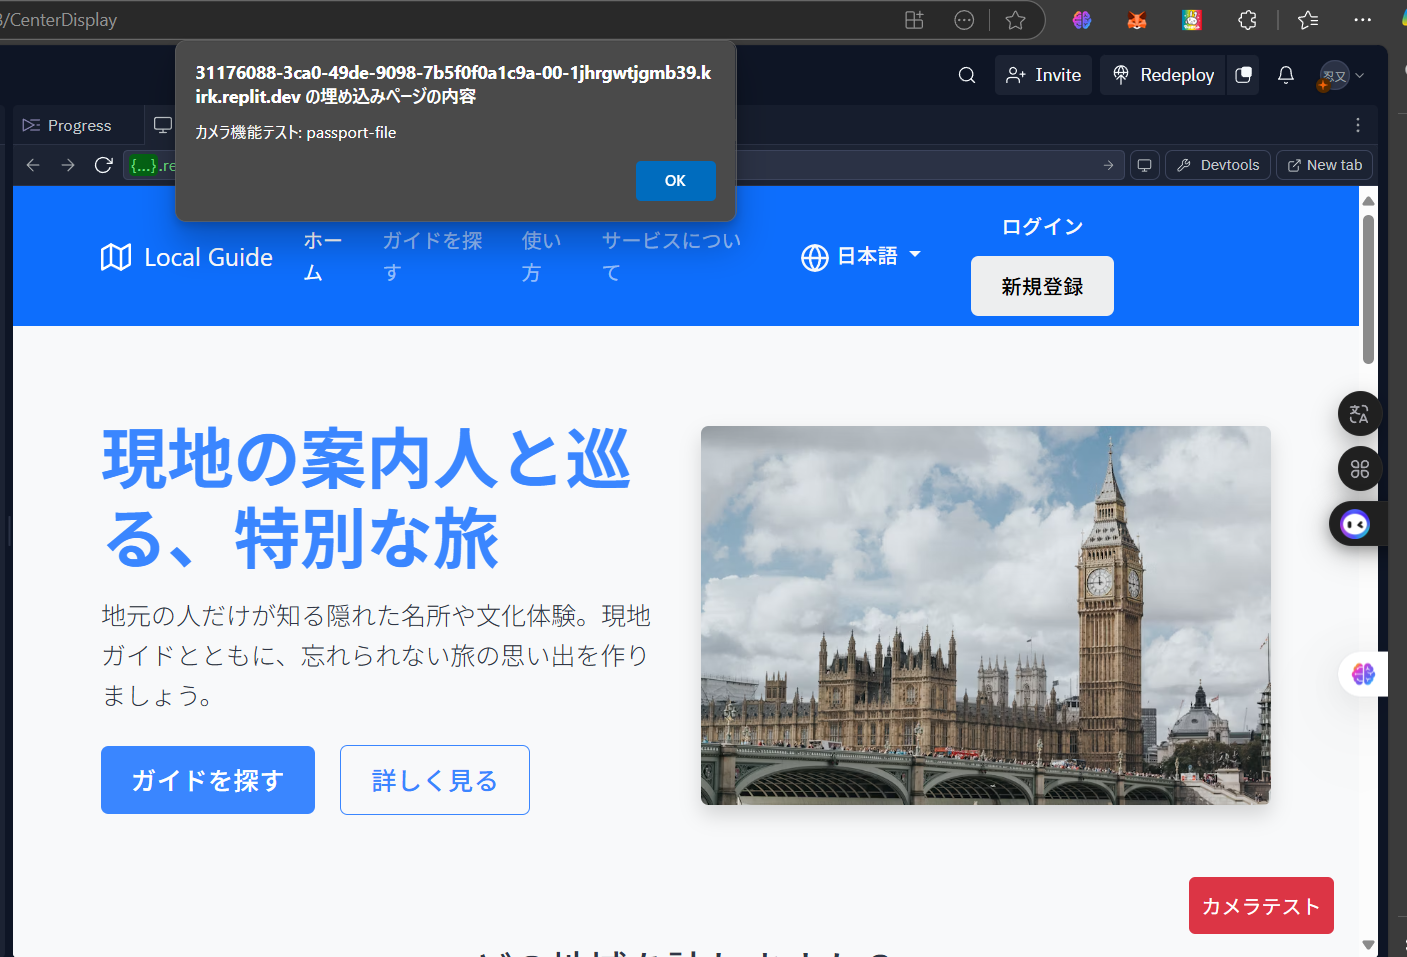 3/CenterDisplay
31176088-3ca0-49de-9098-7b5f0f0a1c9a-00-1jhrgwtjgmb39.k
irk.replit.dev の埋め込みページの内容
カメラ機能テスト: passport-file
OK
Invite
Redeploy
忍又
Progress
{...}.re
Devtools
New tab
Local Guide
ホー
ム
ガイドを探
す
使い
方
サービスについ
て
日本語
ログイン
新規登録
現地の案内人と巡
る、特別な旅
地元の人だけが知る隠れた名所や文化体験。現地
ガイドとともに、忘れられない旅の思い出を作り
ましょう。
ガイドを探す
詳しく見る
カメラテスト